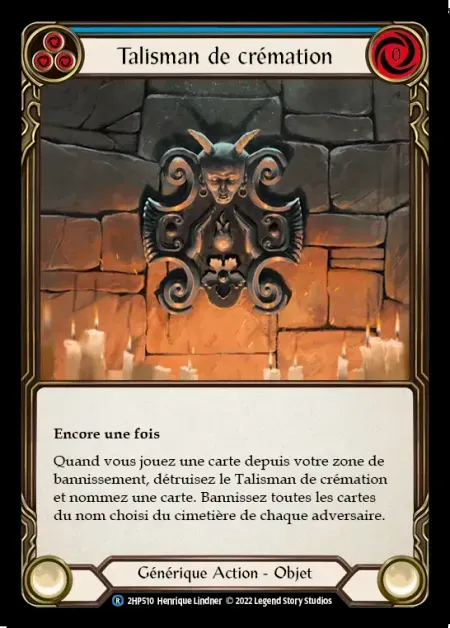 Talisman de crémation
0
Encore une fois
Quand vous jouez une carte depuis votre zone de
bannissement, détruisez le Talisman de crémation
et nommez une carte. Bannissez toutes les cartes
du nom choisi du cimetière de chaque adversaire.
Générique Action - Objet
R 2HP510 Henrique Lindner © 2022 Legend Story Studios